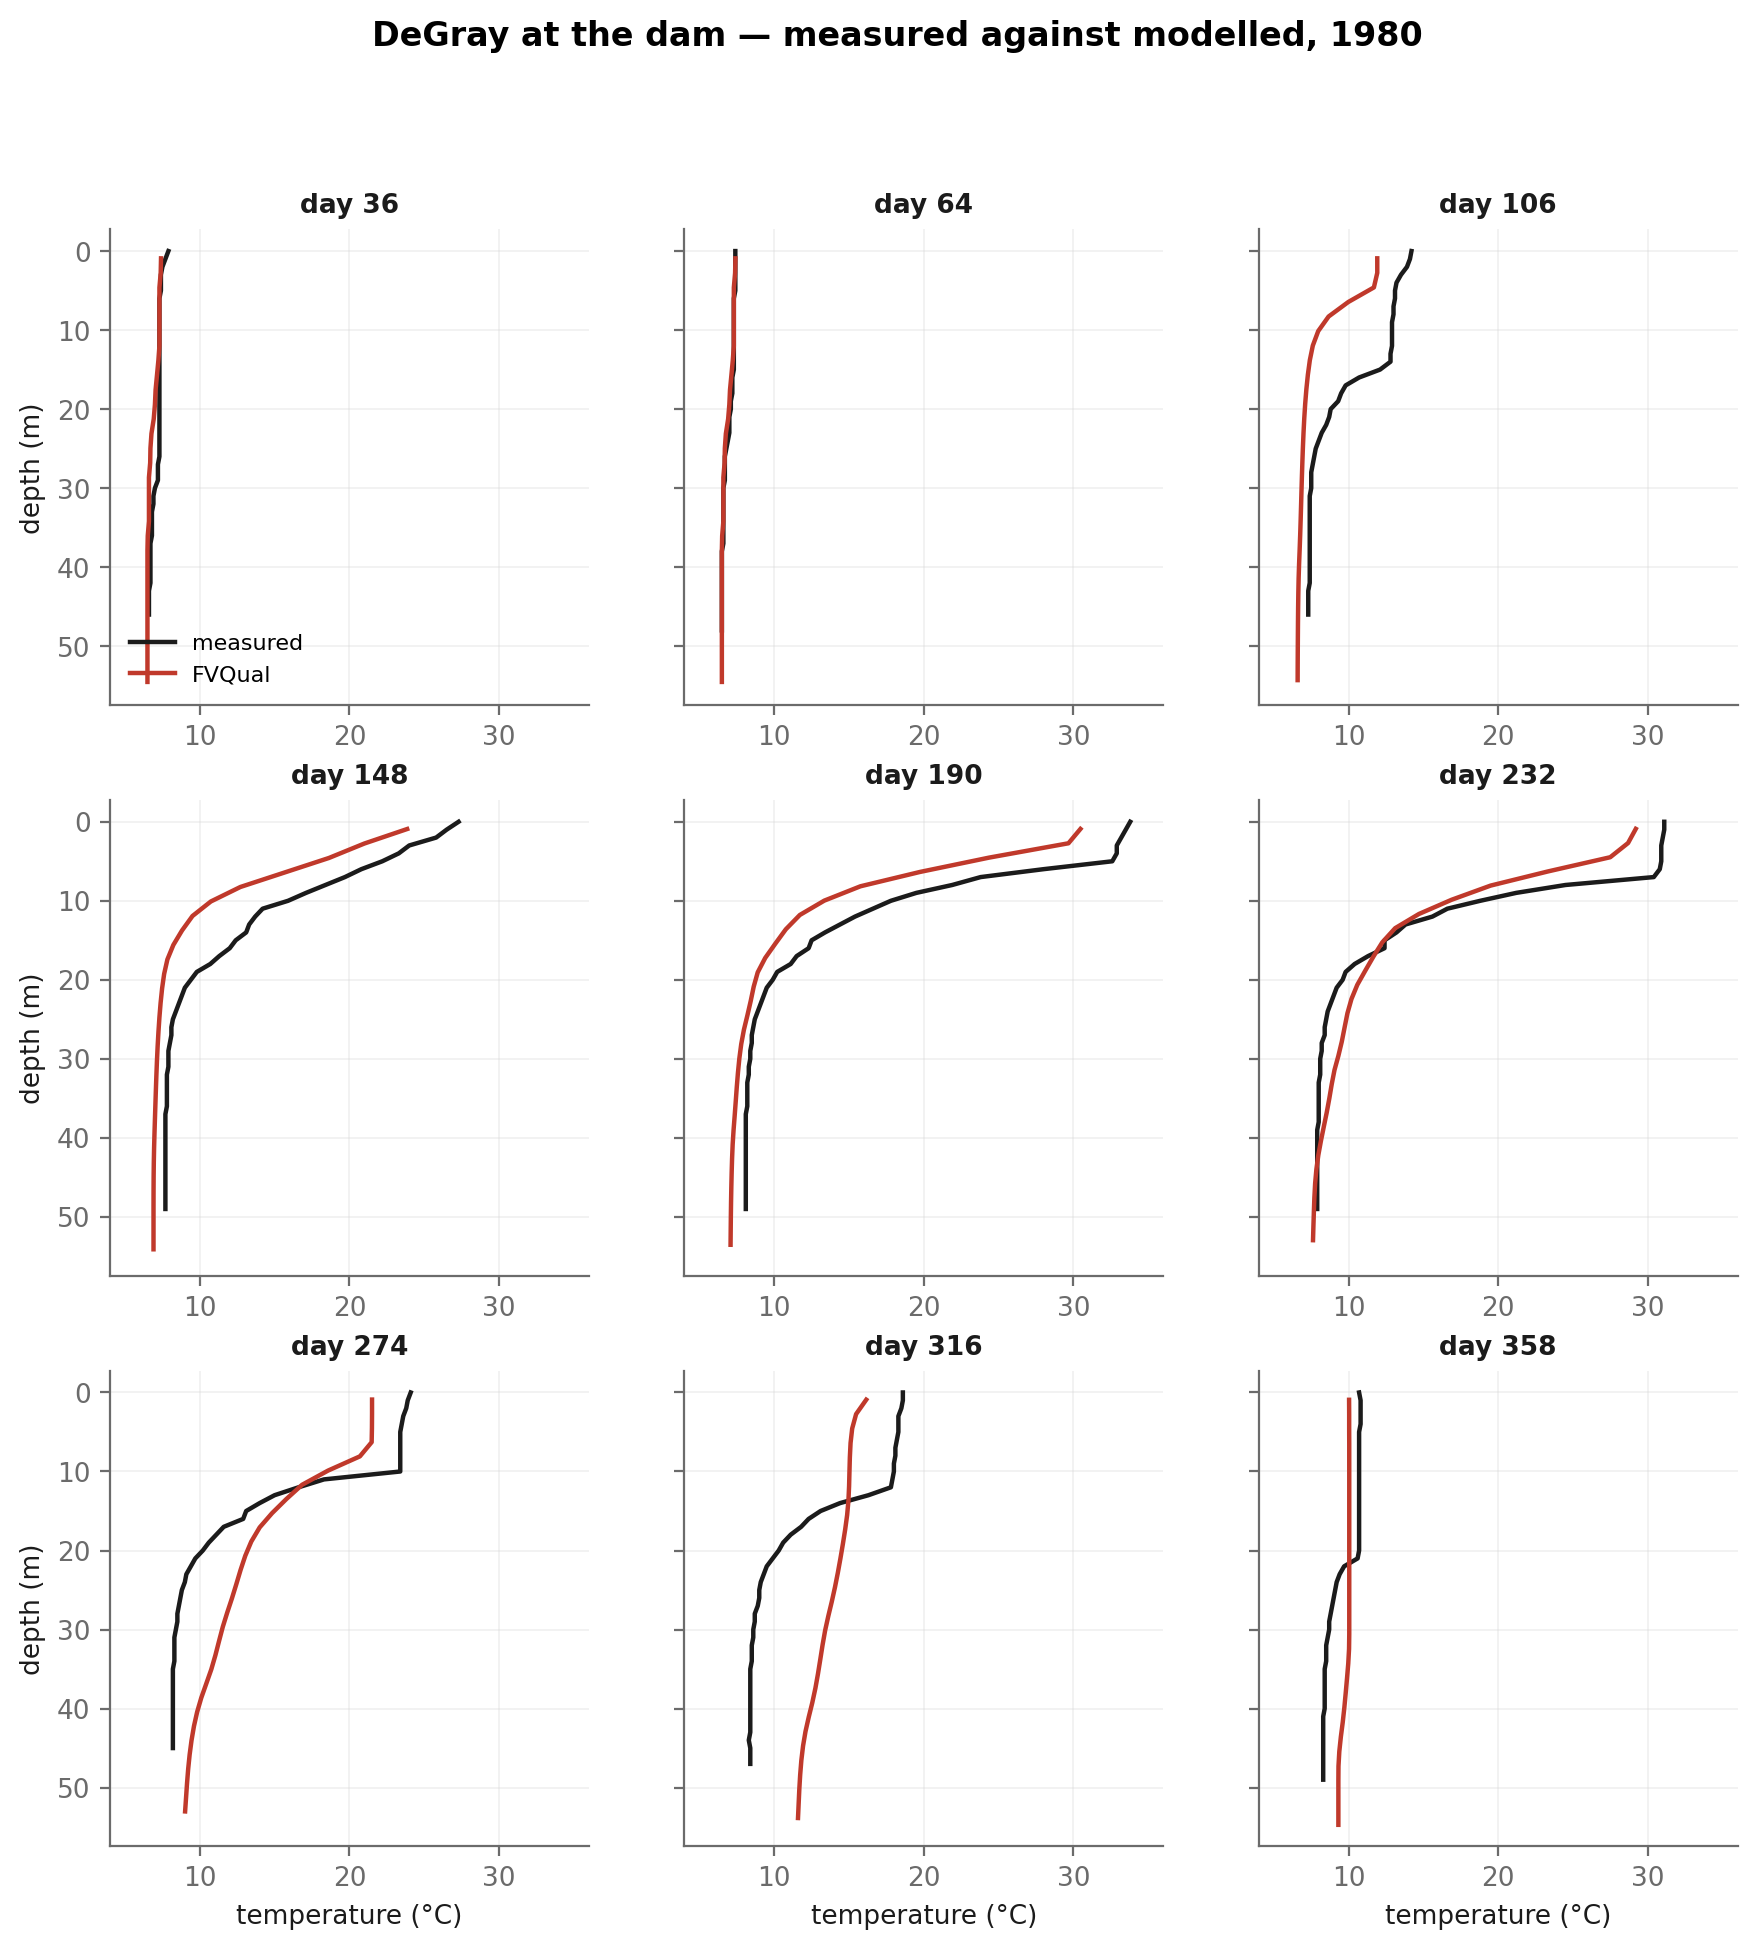 DeGray at the dam — measured against modelled, 1980
day 36
day 64
day 106
0
10
20
30
40
50
depth (m)
measured
FVQual
10 20 30
10 20 30
10 20 30
day 148
day 190
day 232
0
10
20
30
40
50
depth (m)
10 20 30
10 20 30
10 20 30
day 274
day 316
day 358
0
10
20
30
40
50
depth (m)
10 20 30
10 20 30
10 20 30
temperature (°C)
temperature (°C)
temperature (°C)